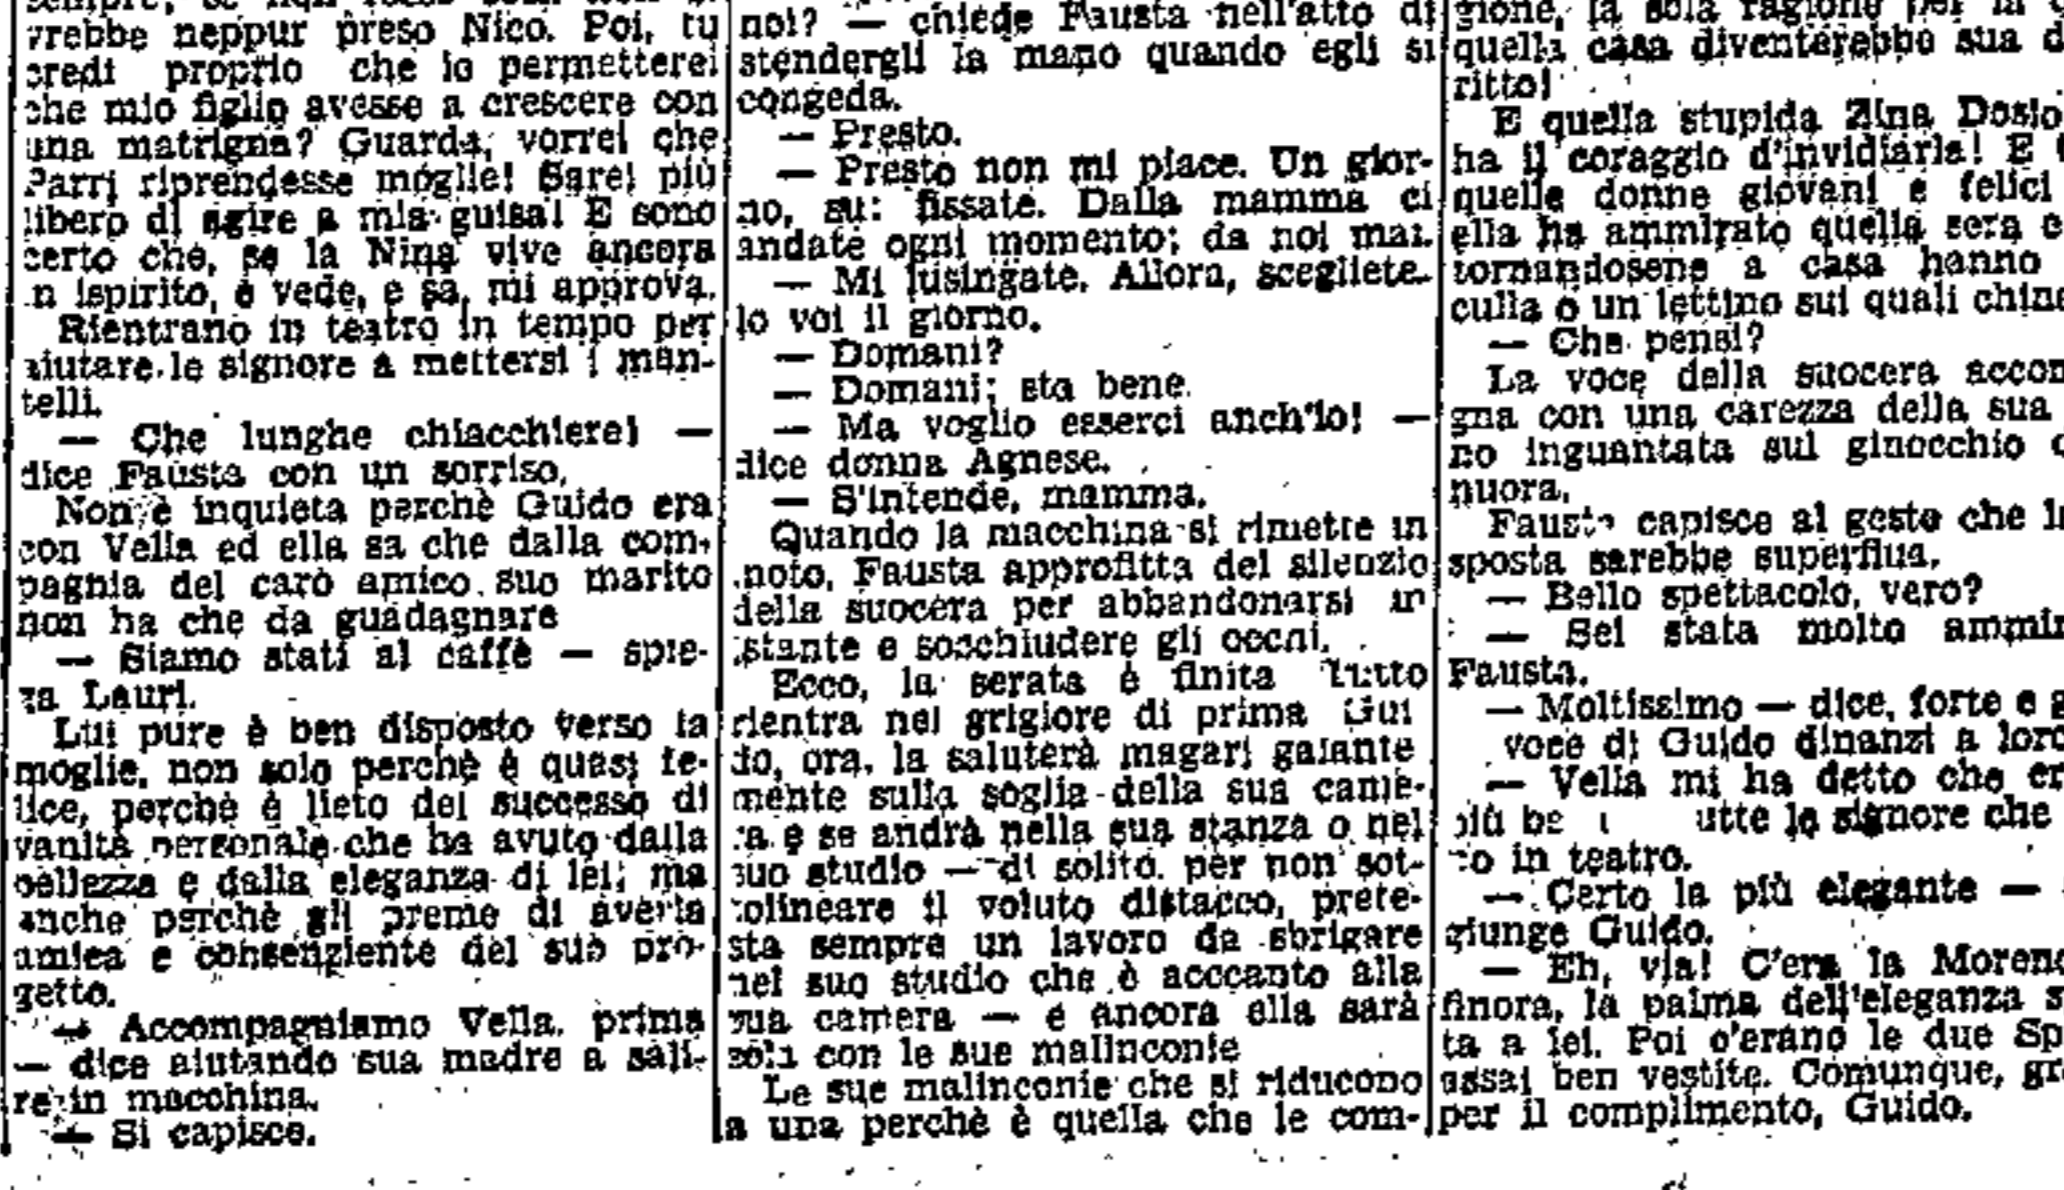 vrebbe neppur preso Nico. Poi, tu
credi proprio che io permetterei
che mio figlio avesse a crescere con
una matrigna? Guarda, vorrei che
Parri riprendesse moglie! Sarei più
libero di agire a mia guisa! E sono
certo che, se la Nina vive ancora
in ispirito, e vede, e sa, mi approva.
Rientrano in teatro in tempo per
aiutare le signore a mettersi i man-
telli.
— Che lunghe chiacchiere! —
dice Fausta con un sorriso.
Non è inquieta perchè Guido era
con Vella ed ella sa che dalla com-
pagnia del caro amico suo marito
non ha che da guadagnare
— Siamo stati al caffè — spie-
ga Lauri.
Lui pure è ben disposto verso la
moglie, non solo perchè è quasi fe-
lice, perchè è lieto del successo di
vanità personale che ha avuto dalla
bellezza e dalla eleganza di lei; ma
anche perchè gli preme di averla
amica e consenziente del suo pro-
getto.
— Accompagniamo Vella, prima
— dice aiutando sua madre a sali-
re in macchina.
— Si capisce.
noi? — chiede Fausta nell'atto di
stendergli la mano quando egli si
congeda.
— Presto.
— Presto non mi piace. Un gior-
no, su: fissate. Dalla mamma ci
andate ogni momento; da noi mai.
— Mi lusingate. Allora, scegliete-
lo voi il giorno.
— Domani?
— Domani; sta bene.
— Ma voglio esserci anch'io! —
dice donna Agnese.
— S'intende, mamma.
Quando la macchina si rimette in
moto, Fausta approfitta del silenzio
della suocera per abbandonarsi in
stante e socchiudere gli occhi.
Ecco, la serata è finita Tutto
rientra nel grigiore di prima Gui
do, ora, la saluterà magari galante
mente sulla soglia della sua came-
ra e se andrà nella sua stanza o nel
suo studio — di solito, per non sot-
tolineare il voluto distacco, prete-
sta sempre un lavoro da sbrigare
nel suo studio che è acccanto alla
sua camera — e ancora ella sarà
sola con le sue malinconie
Le sue malinconie che si riducono
a una perchè è quella che le com-
gione, la sola ragione per la
quella casa diventerebbe sua d
ritto!
E quella stupida Zina Dosio
ha il coraggio d'invidiarla! E
quelle donne giovani e felici
ella ha ammirato quella sera e
tornandosene a casa hanno
culla o un lettino sui quali chin
— Che pensi?
La voce della suocera accom
gna con una carezza della sua
no inguantata sul ginocchio d
nuora.
Fausta capisce al gesto che l
sposta sarebbe superflua.
— Bello spettacolo, vero?
— Sei stata molto ammir
Fausta.
— Moltissimo — dice, forte e g
voce di Guido dinanzi a loro
— Vella mi ha detto che er
più be utte le signore che
to in teatro.
— Certo la più elegante —
giunge Guido.
— Eh, via! C'era la Moren
finora, la palma dell'eleganza s
ta a lei. Poi c'erano le due Sp
assai ben vestite. Comunque, gr
per il complimento, Guido.